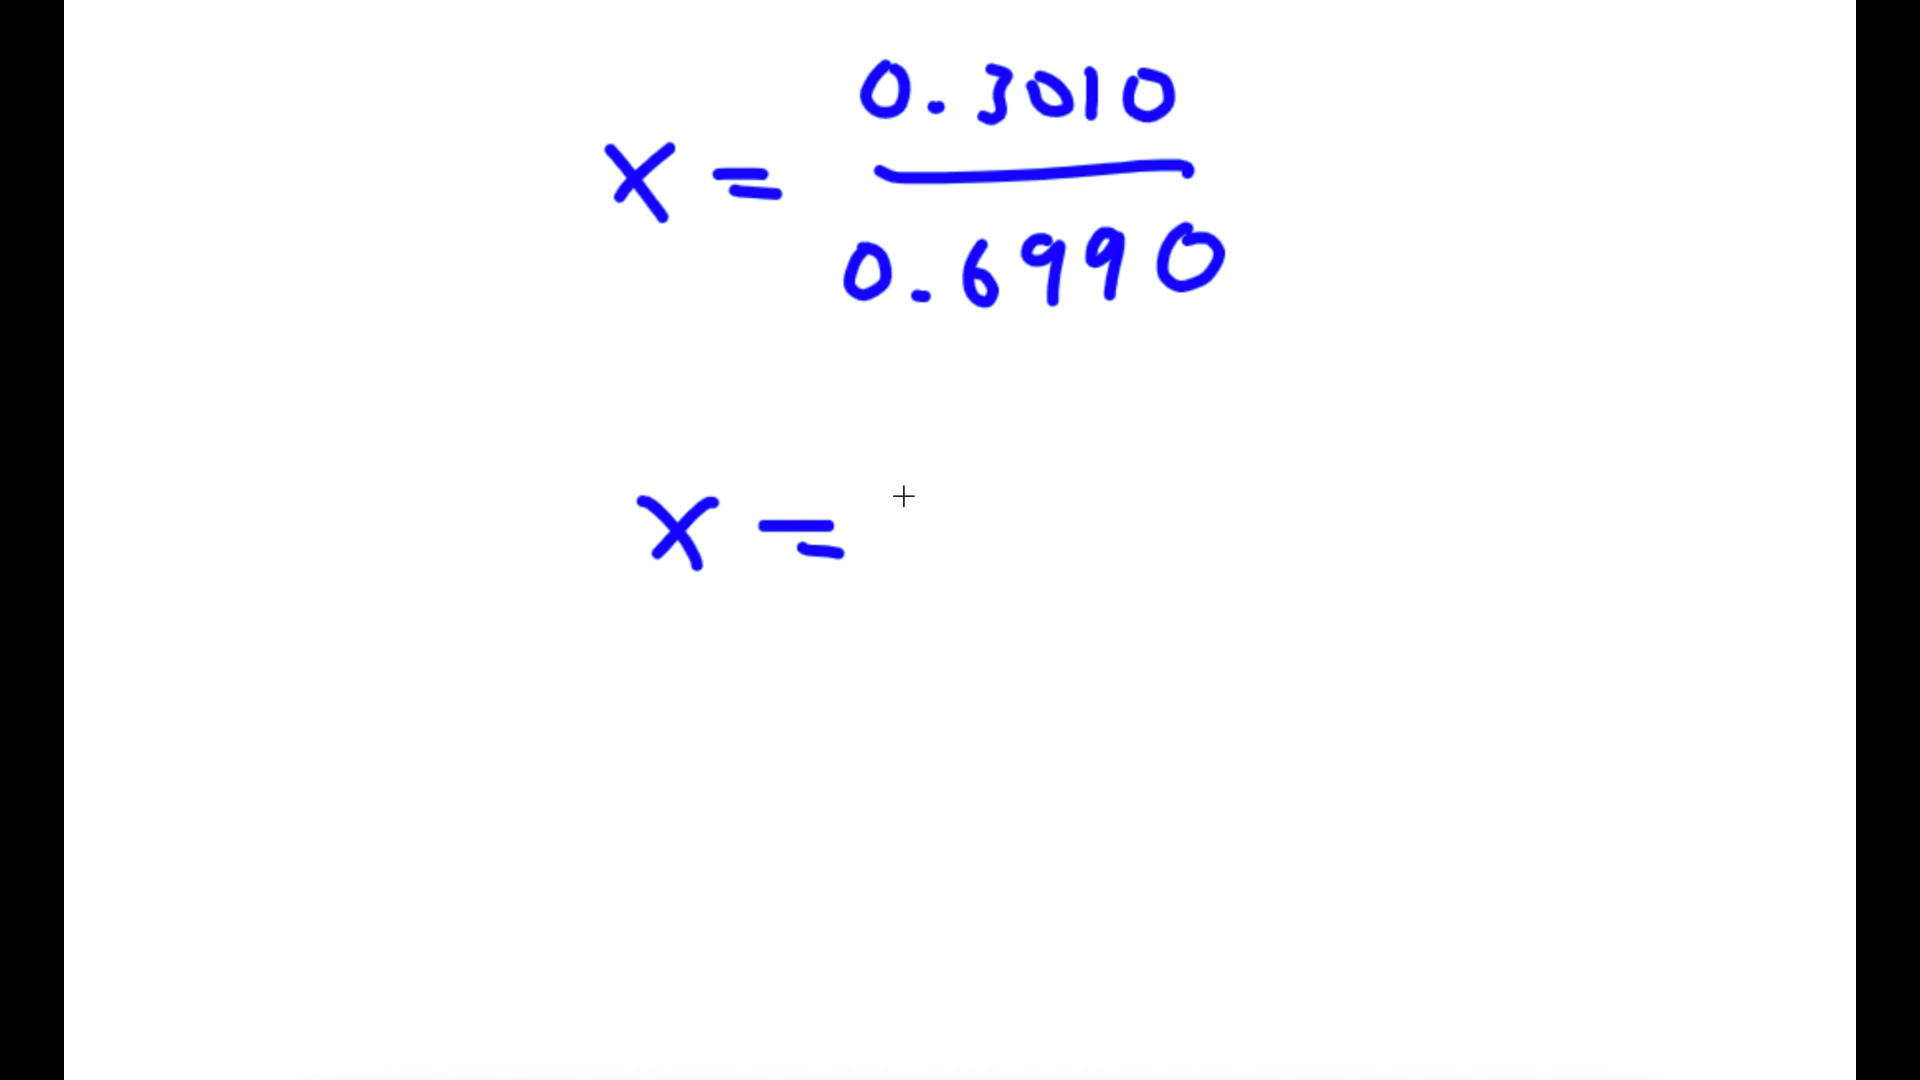 x = 0.3010 / 0.6990
x =